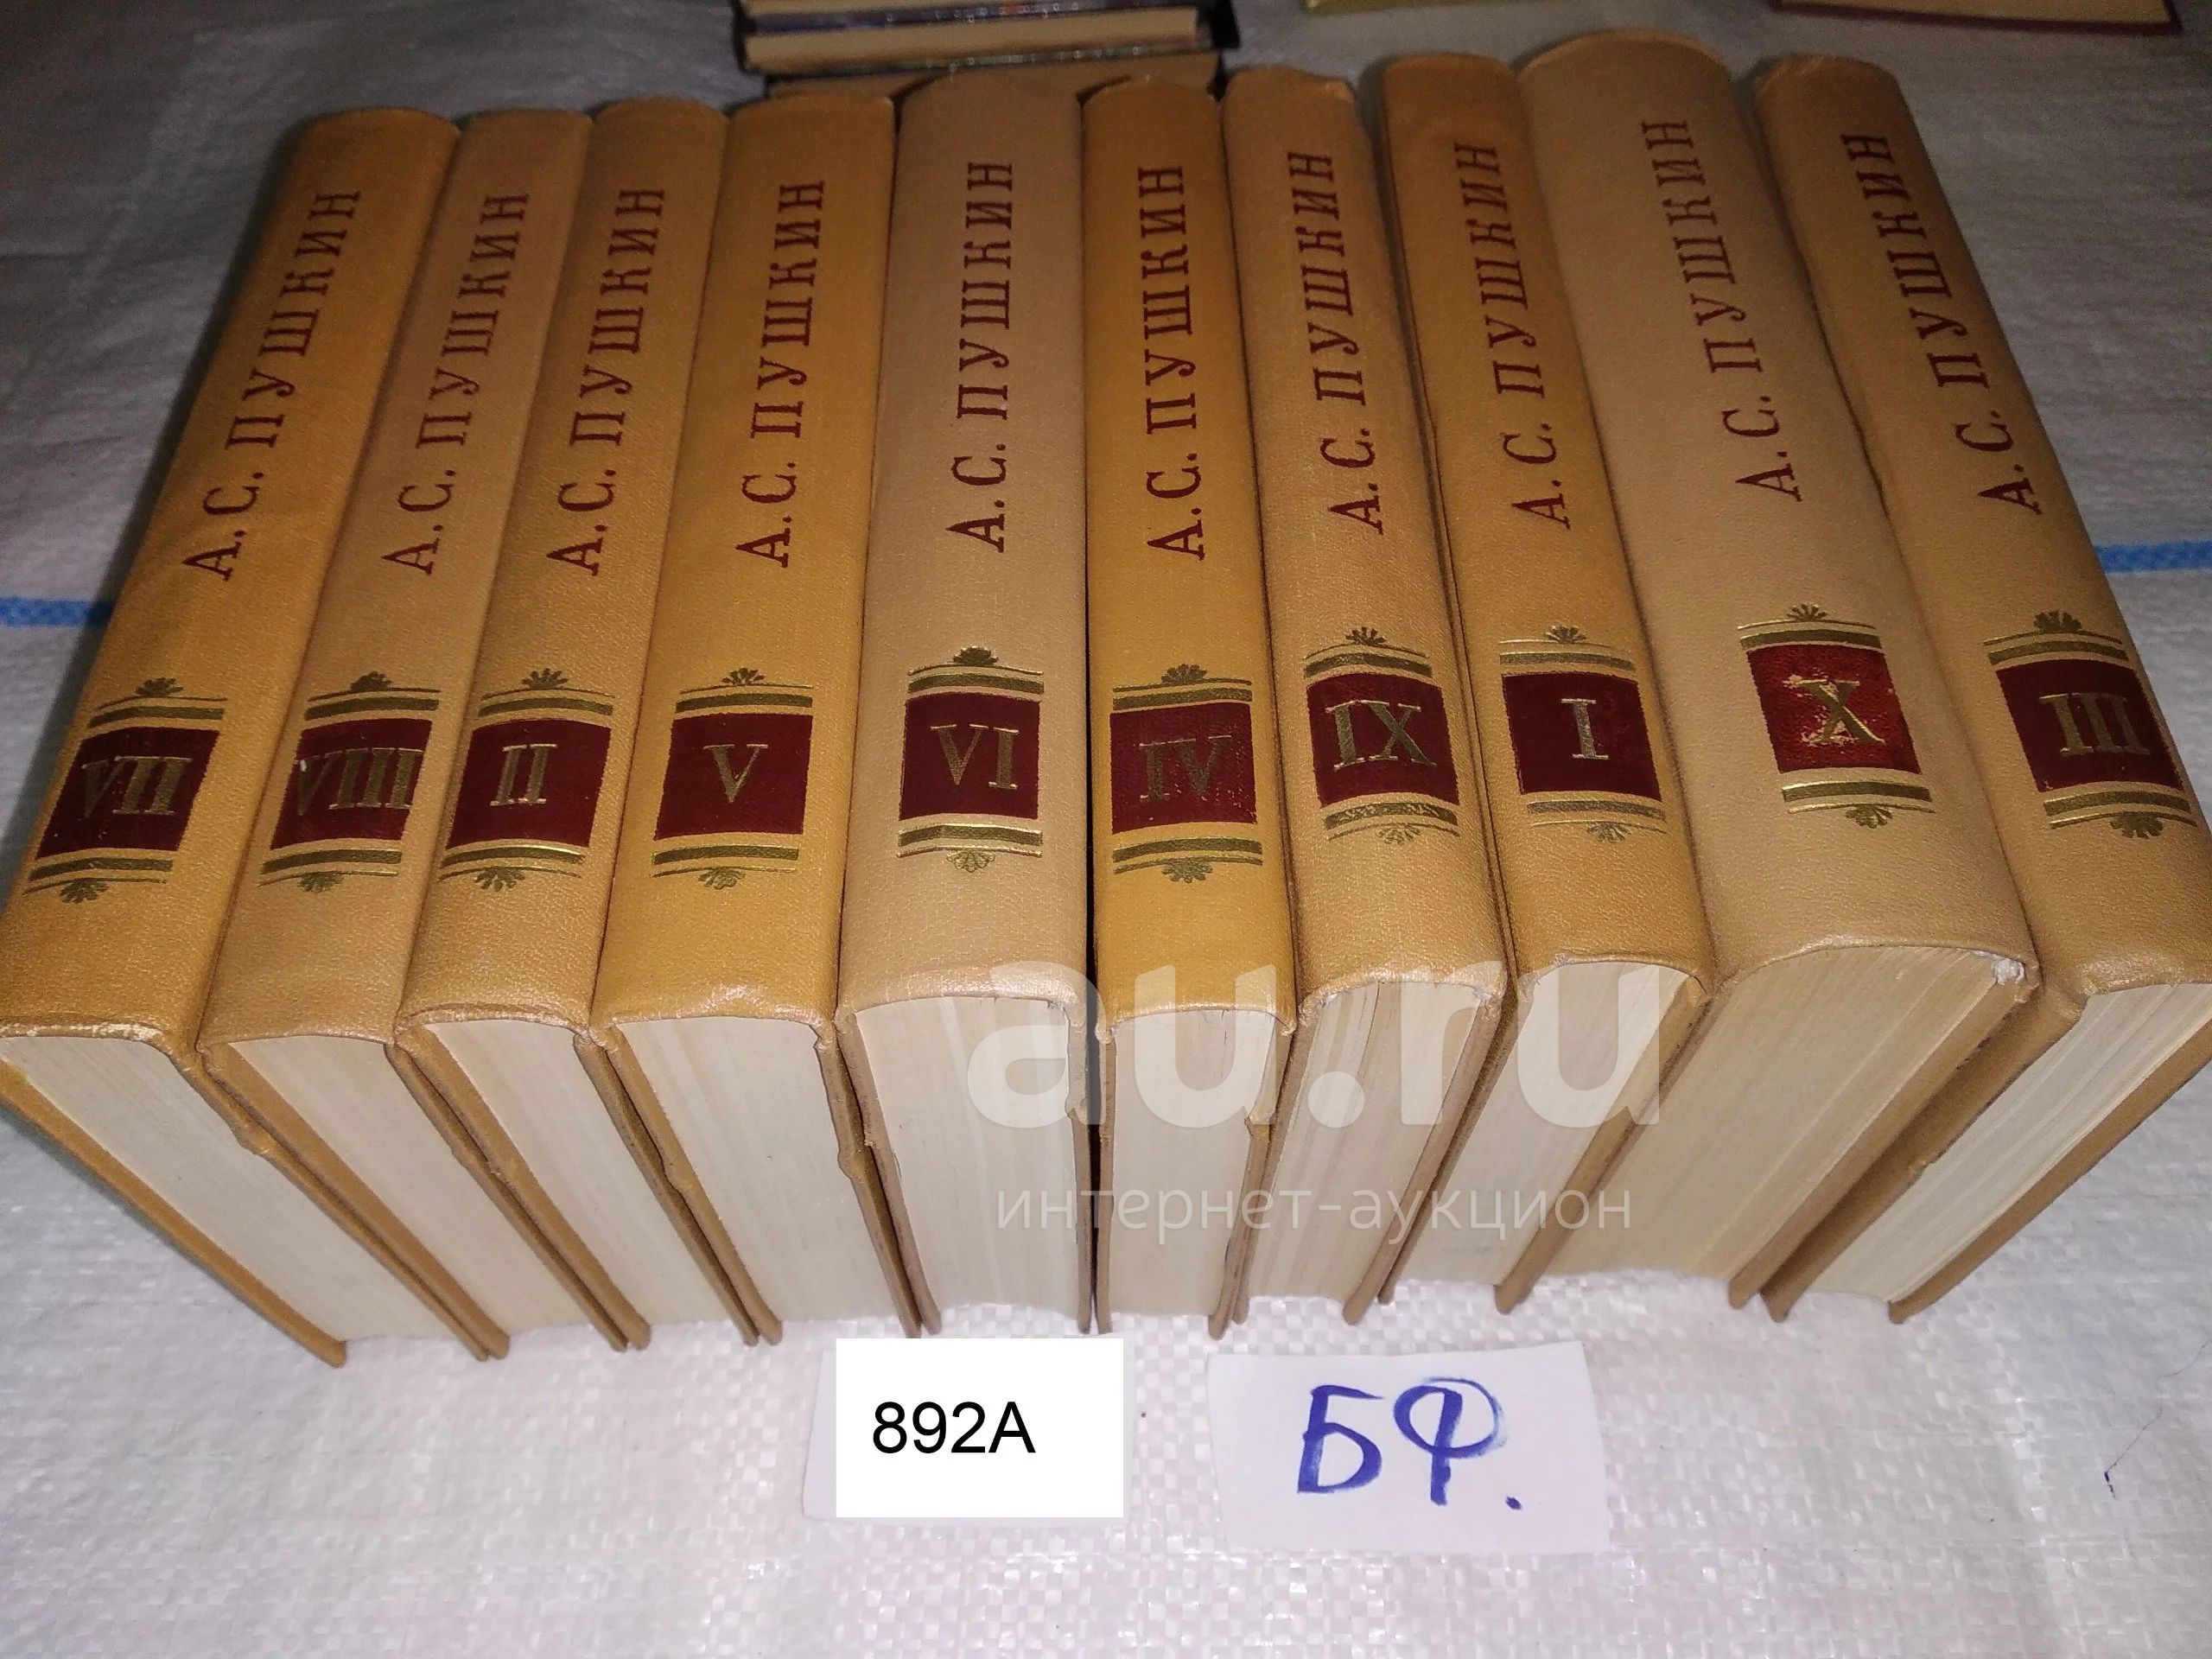 А.С. ПУШКИН
VII
А.С. ПУШКИН
VIII
А.С. ПУШКИН
II
А.С. ПУШКИН
V
А.С. ПУШКИН
VI
А.С. ПУШКИН
IV
А.С. ПУШКИН
IX
А.С. ПУШКИН
I
А.С. ПУШКИН
X
А.С. ПУШКИН
III
au.ru
интернет-аукцион
892А
БФ.